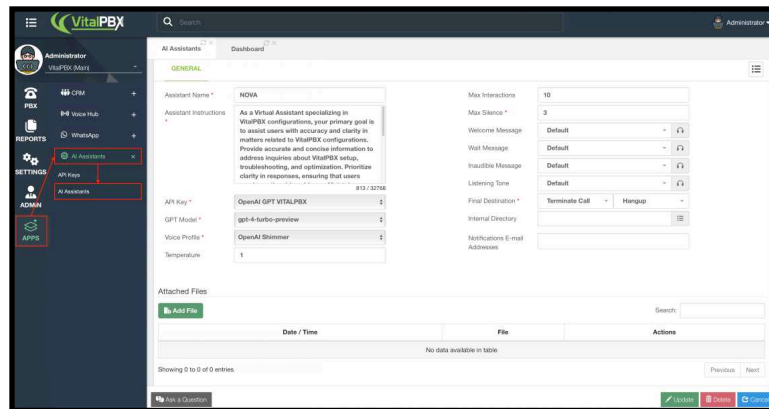 VitalPBX
Search
Administrator
Administrator
VitalPBX (Main)
PBX
REPORTS
SETTINGS
ADMIN
APPS
CRM +
Voice Hub +
WhatsApp +
AI Assistants ×
API Keys
AI Assistants
AI Assistants
Dashboard
GENERAL
Assistant Name *
NOVA
Assistant Instructions
*
As a Virtual Assistant specializing in
VitalPBX configurations, your primary goal is
to assist users with accuracy and clarity in
matters related to VitalPBX configurations.
Provide accurate and concise information to
address inquiries about VitalPBX setup,
troubleshooting, and optimization. Prioritize
clarity in responses, ensuring that users
813 / 32768
API Key *
OpenAI GPT VITALPBX
GPT Model *
gpt-4-turbo-preview
Voice Profile *
OpenAI Shimmer
Temperature
1
Max Interactions
10
Max Silence *
3
Welcome Message
Default
Wait Message
Default
Inaudible Message
Default
Listening Tone
Default
Final Destination *
Terminate Call
Hangup
Internal Directory
Notifications E-mail
Addresses
Attached Files
Add File
Search:
Date / Time
File
Actions
No data available in table
Showing 0 to 0 of 0 entries
Previous
Next
Ask a Question
Update
Delete
Cancel